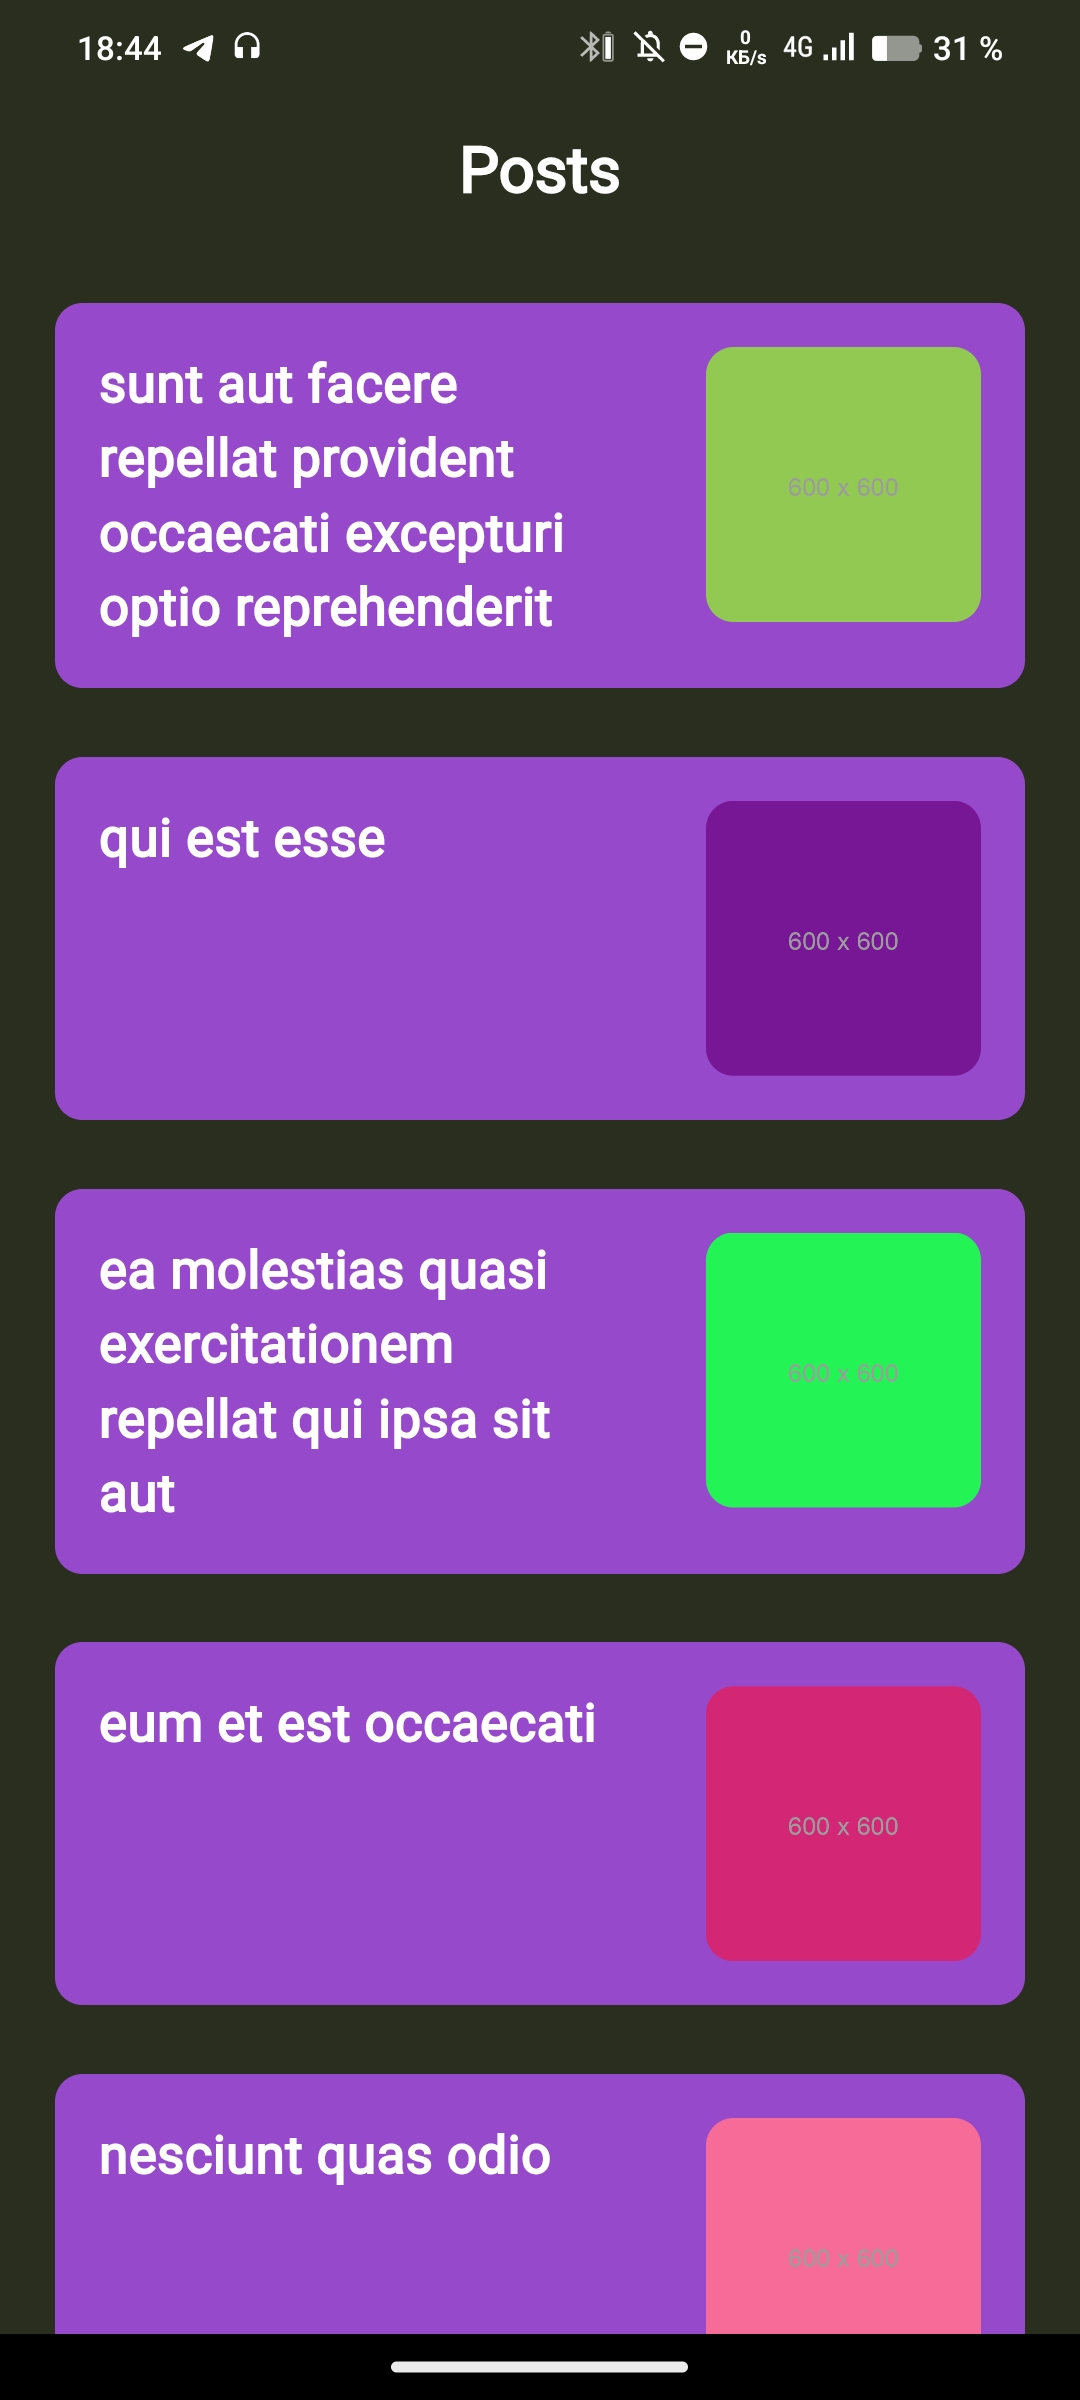 18:44
0
КБ/s
4G
31 %
Posts
sunt aut facere
repellat provident
occaecati excepturi
optio reprehenderit
600 x 600
qui est esse
600 x 600
ea molestias quasi
exercitationem
repellat qui ipsa sit
aut
600 x 600
eum et est occaecati
600 x 600
nesciunt quas odio
600 x 600